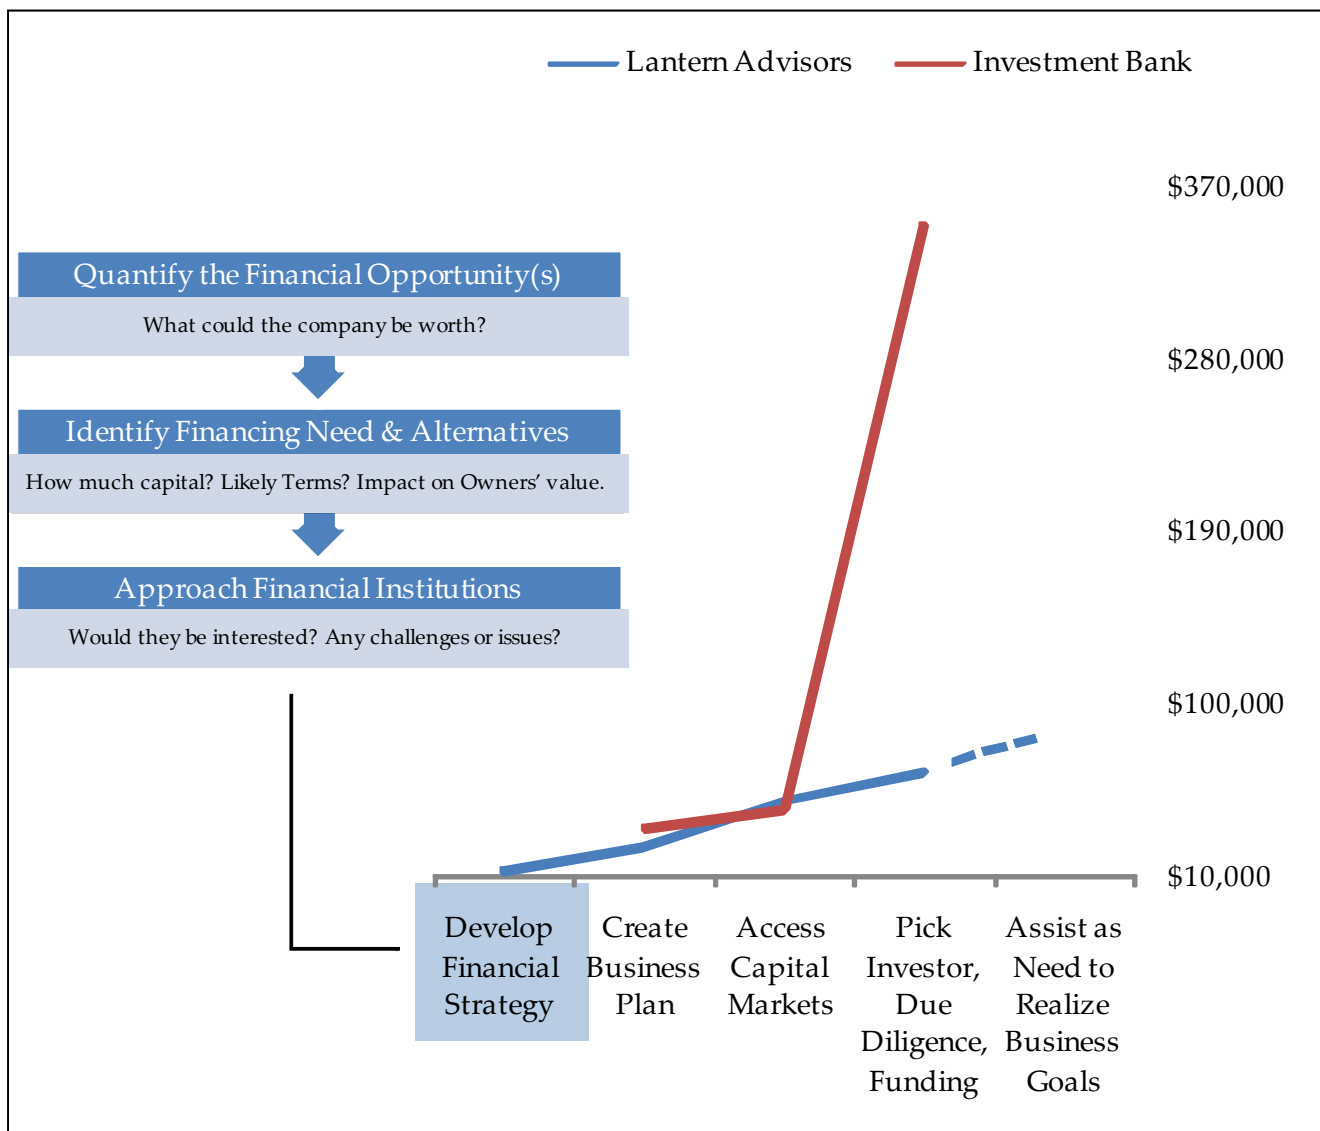 Lantern Advisors
Investment Bank
$370,000
$280,000
$190,000
$100,000
$10,000
Quantify the Financial Opportunity(s)
What could the company be worth?
Identify Financing Need & Alternatives
How much capital? Likely Terms? Impact on Owners’ value.
Approach Financial Institutions
Would they be interested? Any challenges or issues?
Develop
Financial
Strategy
Create
Business
Plan
Access
Capital
Markets
Pick
Investor,
Due
Diligence,
Funding
Assist as
Need to
Realize
Business
Goals